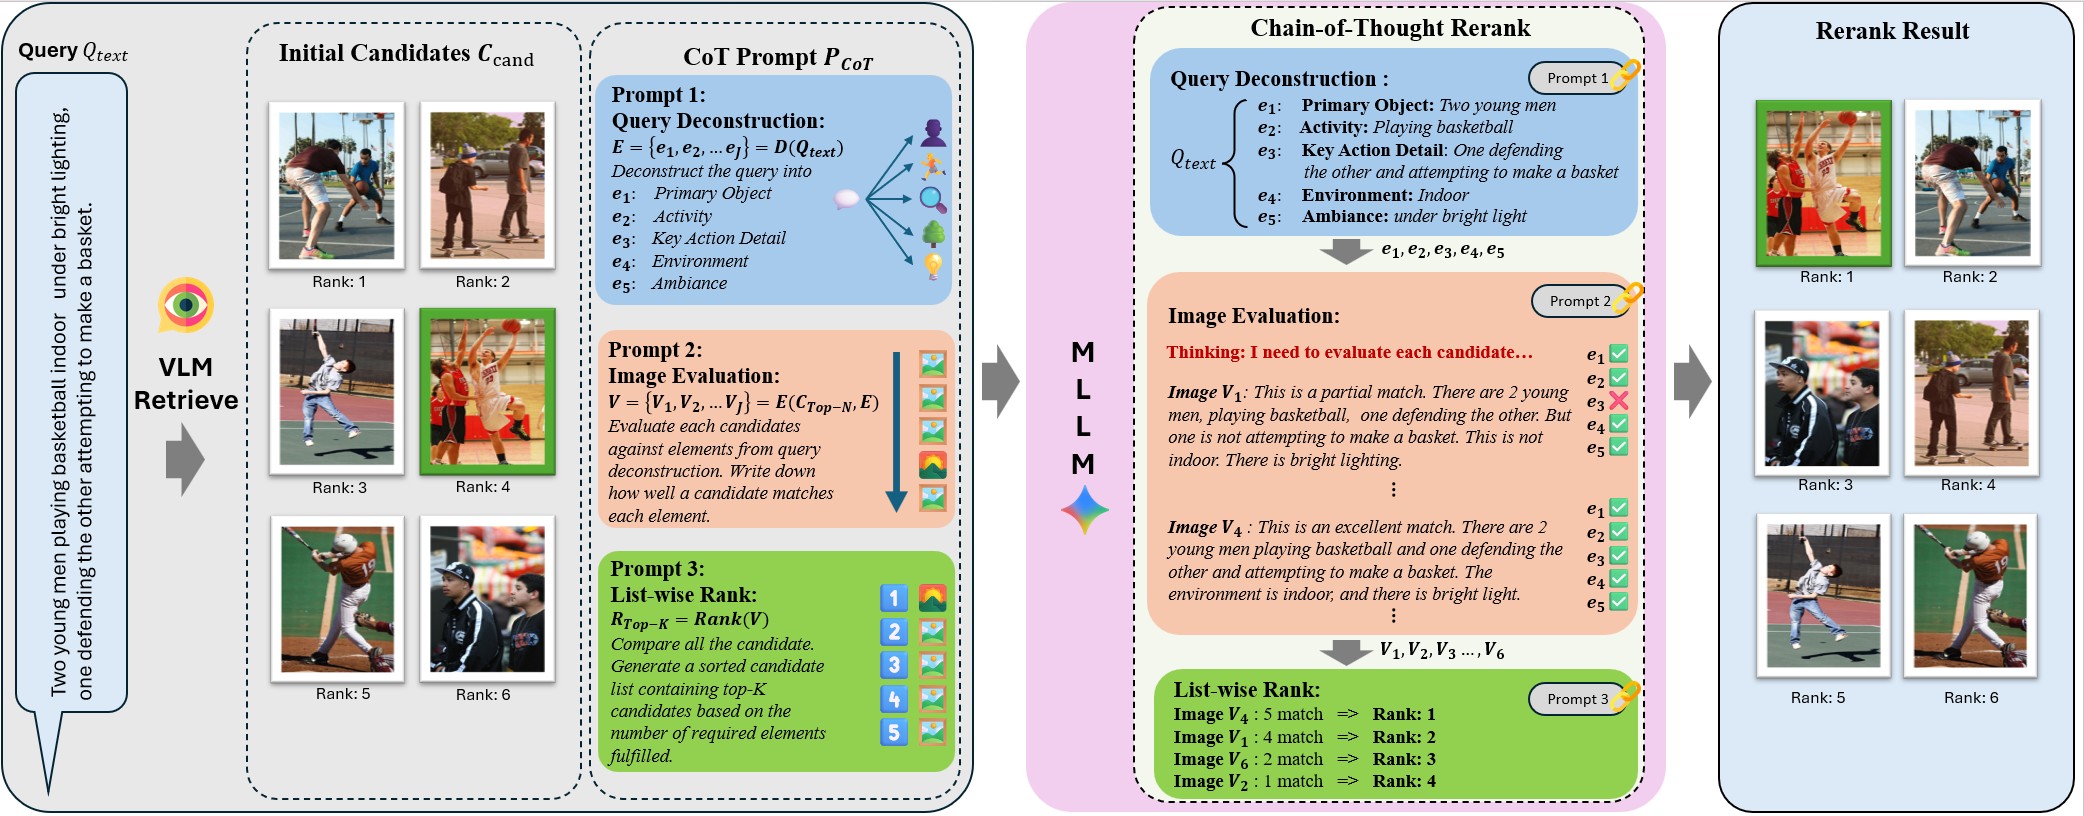 Query Q_text
Two young men playing basketball indoor under bright lighting,
one defending the other attempting to make a basket.
VLM
Retrieve
Initial Candidates C_cand
Rank: 1
Rank: 2
Rank: 3
Rank: 4
Rank: 5
Rank: 6
CoT Prompt P_CoT
Prompt 1:
Query Deconstruction:
E = {e_1, e_2, … e_J} = D(Q_text)
Deconstruct the query into
e_1: Primary Object
e_2: Activity
e_3: Key Action Detail
e_4: Environment
e_5: Ambiance
Prompt 2:
Image Evaluation:
V = {V_1, V_2, … V_J} = E(C_Top-N, E)
Evaluate each candidates
against elements from query
deconstruction. Write down
how well a candidate matches
each element.
Prompt 3:
List-wise Rank:
R_Top-K = Rank(V)
Compare all the candidate.
Generate a sorted candidate
list containing top-K
candidates based on the
number of required elements
fulfilled.
1
2
3
4
5
M
L
L
M
Chain-of-Thought Rerank
Query Deconstruction :
Prompt 1
Q_text
e_1: Primary Object: Two young men
e_2: Activity: Playing basketball
e_3: Key Action Detail: One defending
the other and attempting to make a basket
e_4: Environment: Indoor
e_5: Ambiance: under bright light
e_1, e_2, e_3, e_4, e_5
Prompt 2
Image Evaluation:
Thinking: I need to evaluate each candidate…
Image V_1: This is a partial match. There are 2 young
men, playing basketball, one defending the other. But
one is not attempting to make a basket. This is not
indoor. There is bright lighting.
e_1 ✅
e_2 ✅
e_3 ❌
e_4 ✅
e_5 ✅
⋮
Image V_4 : This is an excellent match. There are 2
young men playing basketball and one defending the
other and attempting to make a basket. The
environment is indoor, and there is bright light.
e_1 ✅
e_2 ✅
e_3 ✅
e_4 ✅
e_5 ✅
⋮
V_1, V_2, V_3 …, V_6
List-wise Rank:
Prompt 3
Image V_4 : 5 match => Rank: 1
Image V_1 : 4 match => Rank: 2
Image V_6 : 2 match => Rank: 3
Image V_2 : 1 match => Rank: 4
Rerank Result
Rank: 1
Rank: 2
Rank: 3
Rank: 4
Rank: 5
Rank: 6